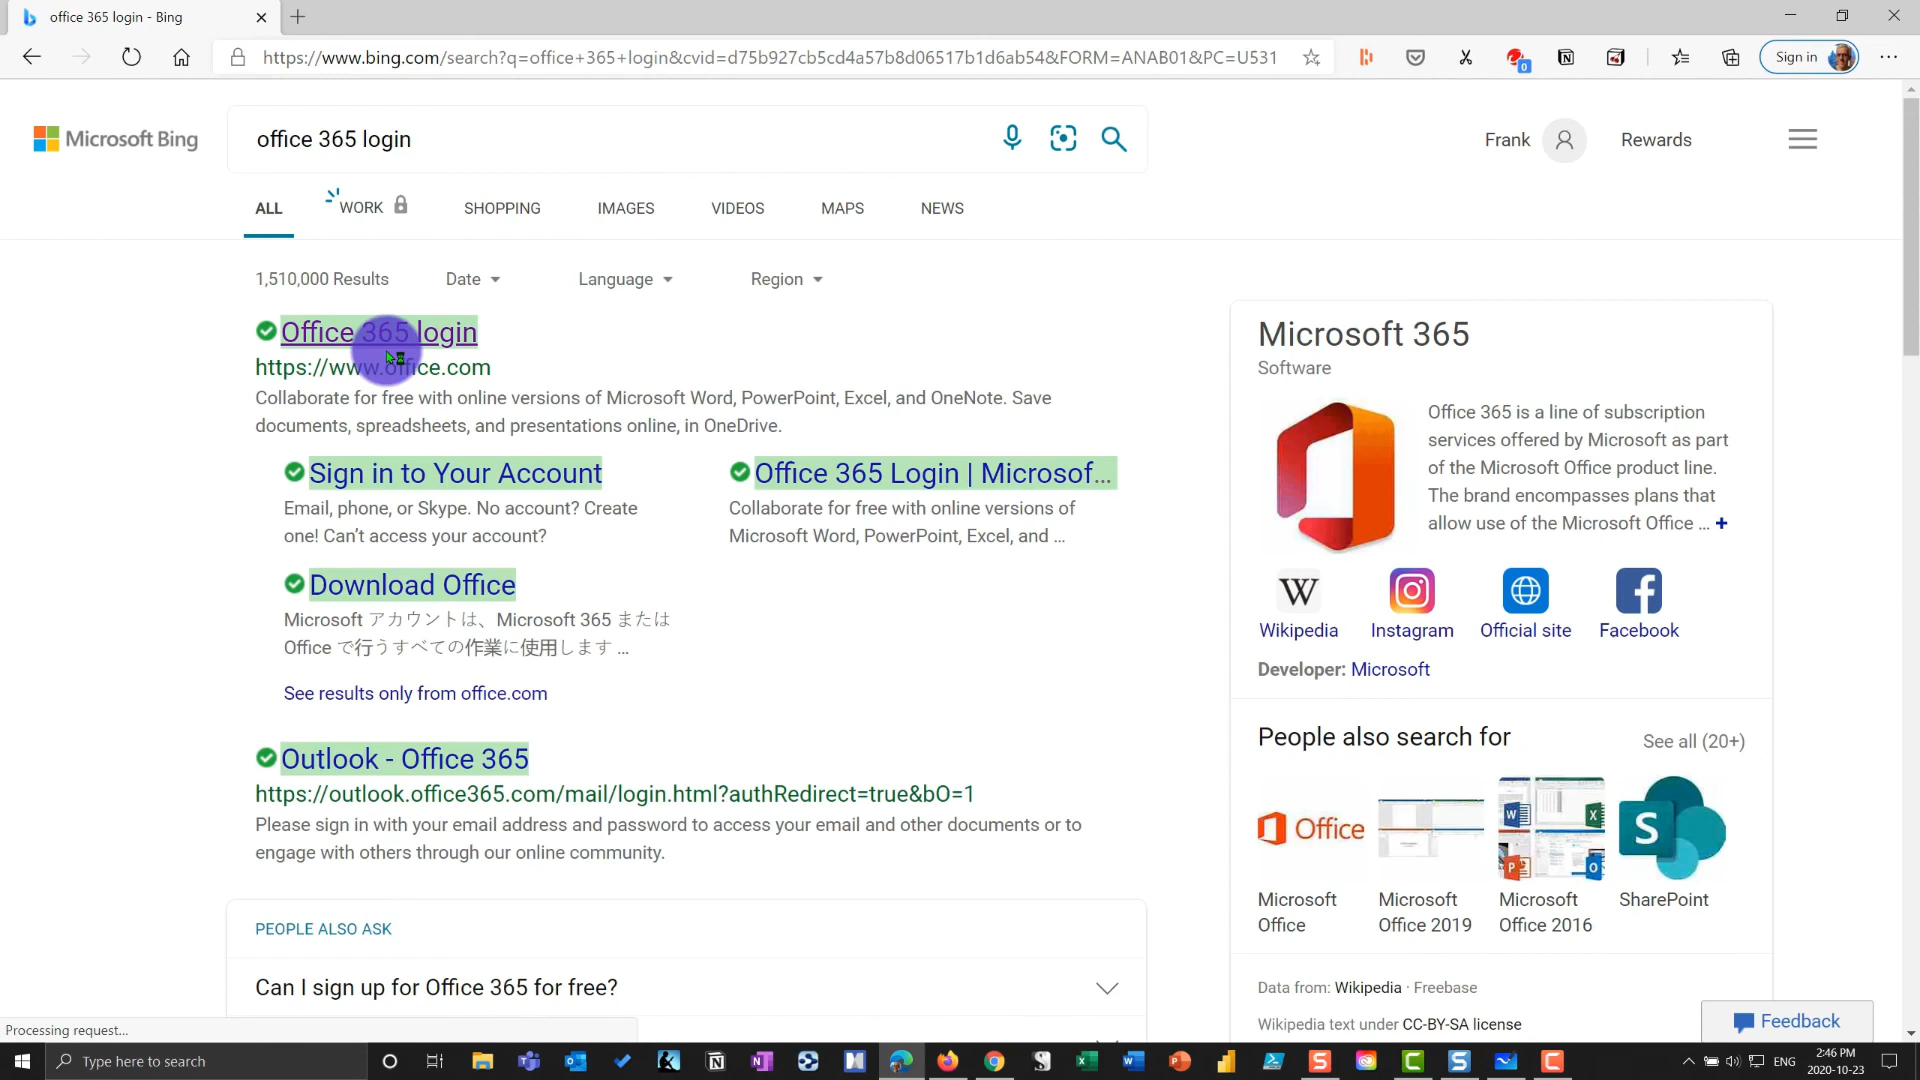 office 365 login - Bing
https://www.bing.com/search?q=office+365+login&cvid=d75b927cb5cd4a57b8d06517b1d6ab54&FORM=ANAB01&PC=U531
0
Sign in
Microsoft Bing
office 365 login
Frank
Rewards
ALL
WORK
SHOPPING
IMAGES
VIDEOS
MAPS
NEWS
1,510,000 Results
Date
Language
Region
Office 365 login
https://www.office.com
Collaborate for free with online versions of Microsoft Word, PowerPoint, Excel, and OneNote. Save
documents, spreadsheets, and presentations online, in OneDrive.
Sign in to Your Account
Email, phone, or Skype. No account? Create
one! Can't access your account?
Office 365 Login | Microsof...
Collaborate for free with online versions of
Microsoft Word, PowerPoint, Excel, and ...
Download Office
Microsoft アカウントは、Microsoft 365 または
Office で行うすべての作業に使用します ...
See results only from office.com
Outlook - Office 365
https://outlook.office365.com/mail/login.html?authRedirect=true&bO=1
Please sign in with your email address and password to access your email and other documents or to
engage with others through our online community.
PEOPLE ALSO ASK
Can I sign up for Office 365 for free?
Microsoft 365
Software
Office 365 is a line of subscription
services offered by Microsoft as part
of the Microsoft Office product line.
The brand encompasses plans that
allow use of the Microsoft Office ... +
W
Wikipedia
Instagram
Official site
Facebook
Developer: Microsoft
People also search for
See all (20+)
Office
Microsoft
Office
Microsoft
Office 2019
Microsoft
Office 2016
S
SharePoint
Data from: Wikipedia · Freebase
Wikipedia text under CC-BY-SA license
Feedback
Processing request...
Type here to search
ENG
2:46 PM
2020-10-23